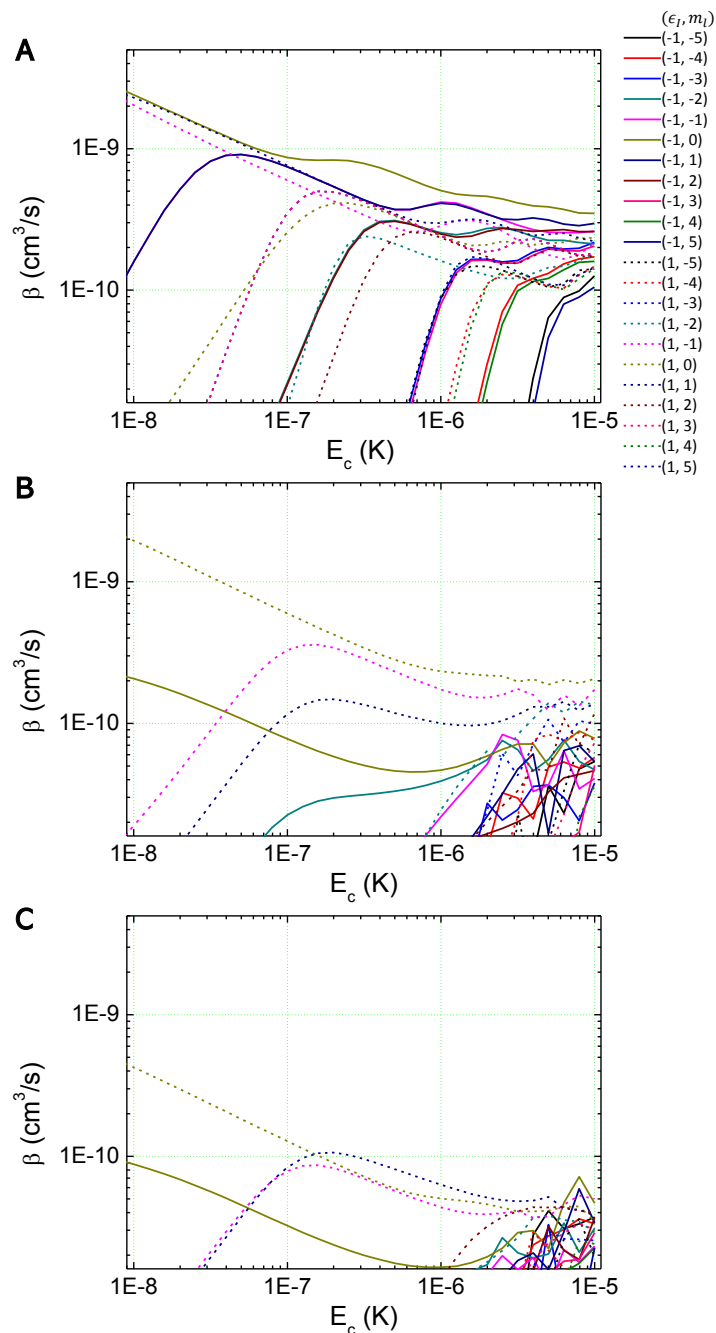 A
(ϵ_I, m_l)
(-1, -5)
(-1, -4)
(-1, -3)
(-1, -2)
(-1, -1)
(-1, 0)
(-1, 1)
(-1, 2)
(-1, 3)
(-1, 4)
(-1, 5)
(1, -5)
(1, -4)
(1, -3)
(1, -2)
(1, -1)
(1, 0)
(1, 1)
(1, 2)
(1, 3)
(1, 4)
(1, 5)
1E-9
1E-10
β (cm³/s)
1E-8 1E-7 1E-6 1E-5
E_c (K)
B
1E-9
1E-10
β (cm³/s)
1E-8 1E-7 1E-6 1E-5
E_c (K)
C
1E-9
1E-10
β (cm³/s)
1E-8 1E-7 1E-6 1E-5
E_c (K)